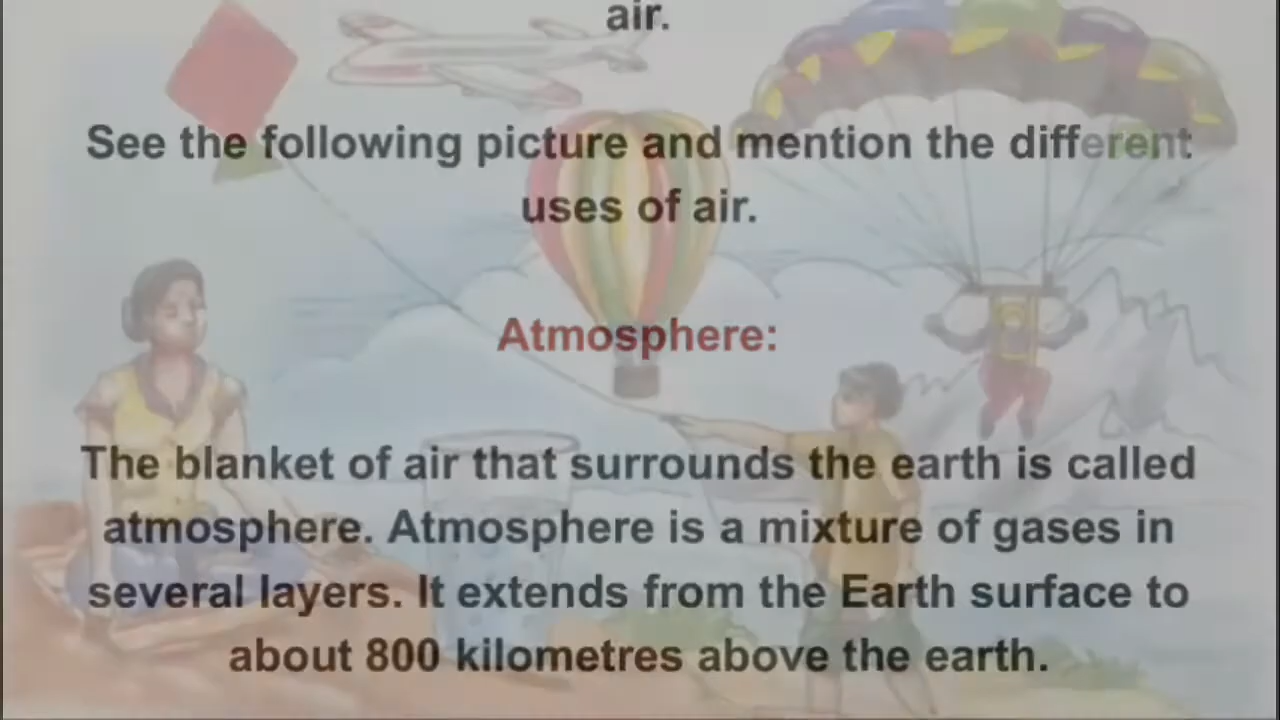 air.
See the following picture and mention the different
uses of air.
Atmosphere:
The blanket of air that surrounds the earth is called
atmosphere. Atmosphere is a mixture of gases in
several layers. It extends from the Earth surface to
about 800 kilometres above the earth.